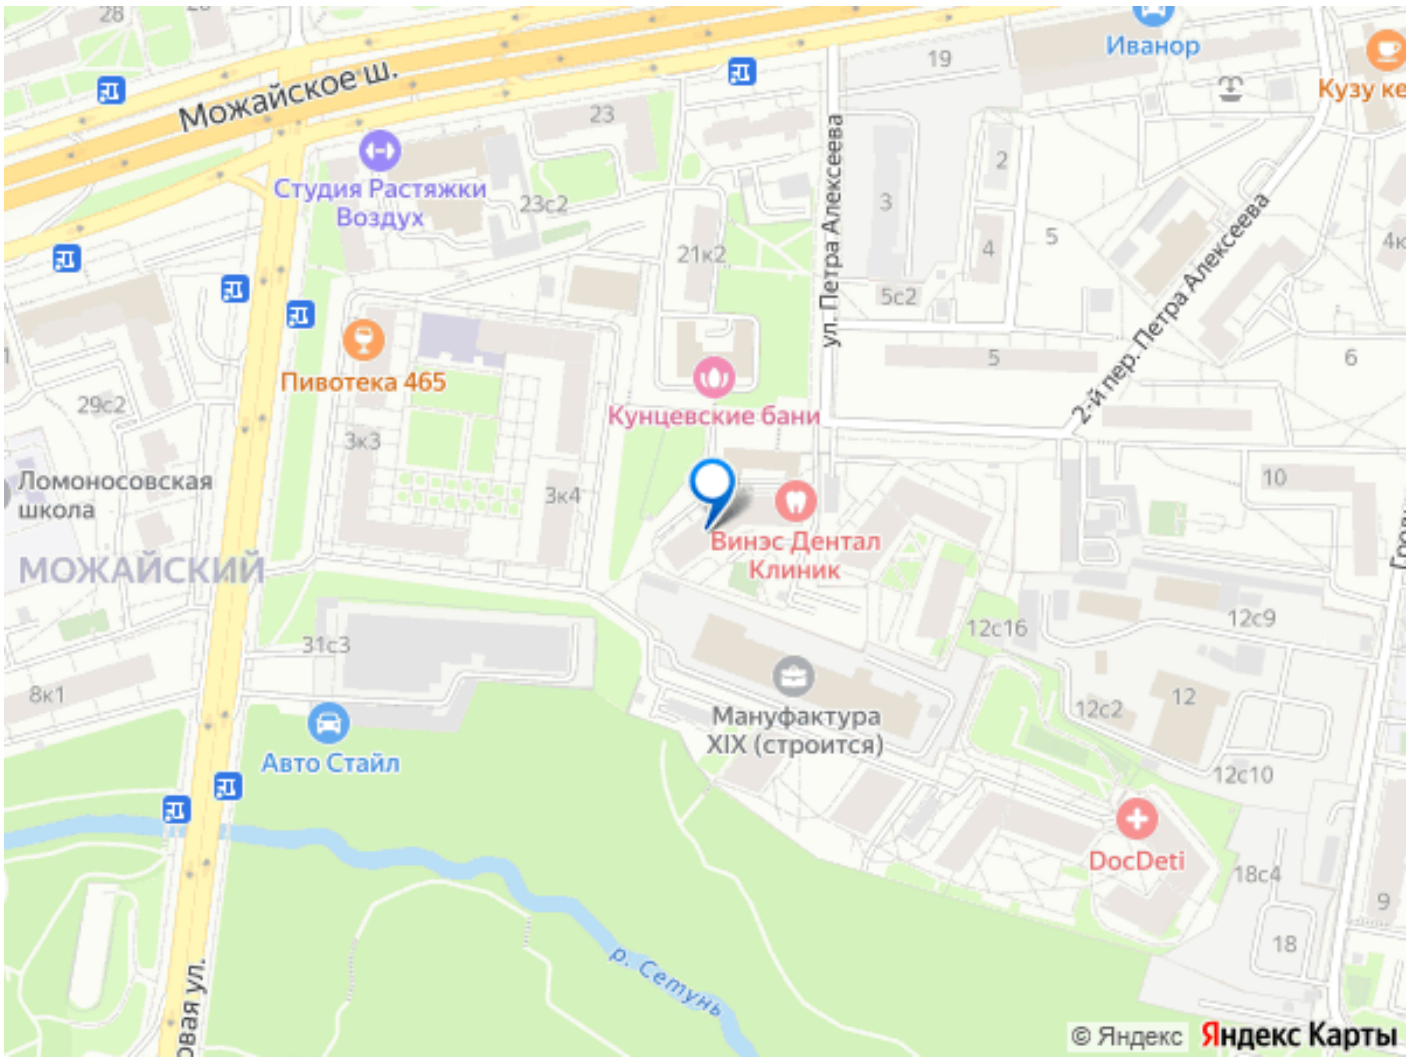 28
26
Иванор
19
Кузу ке
Можайское ш.
23
Студия Растяжки
Воздух
23с2
2
3
ул. Петра Алексеева
2-й пер. Петра Алексеева
5
4
4к
21к2
5с2
5
6
Пивотека 465
29с2
Кунцевские бани
3к3
Ломоносовская
школа
3к4
10
МОЖАЙСКИЙ
Винэс Дентал
Клиник
12с16
12с9
31с3
8к1
12
12с2
Мануфактура
XIX (строится)
Авто Стайл
12с10
DocDeti
18с4
9
18
р. Сетунь
овая ул.
© Яндекс Яндекс Карты